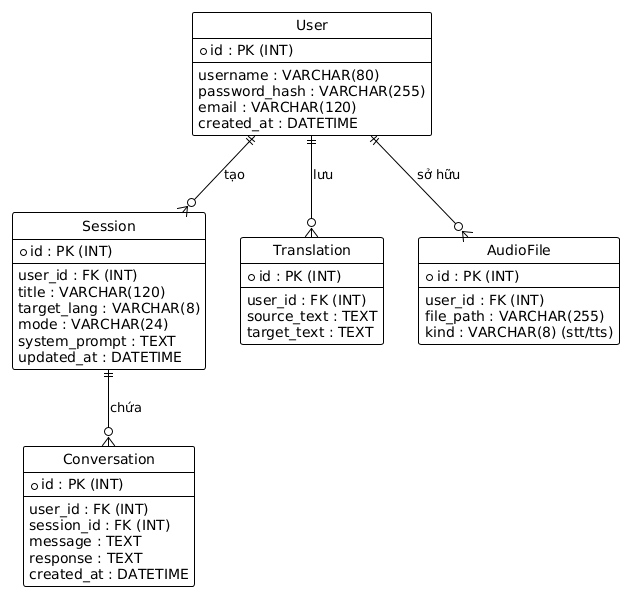 User
id : PK (INT)
username : VARCHAR(80)
password_hash : VARCHAR(255)
email : VARCHAR(120)
created_at : DATETIME
tạo
lưu
sở hữu
Session
id : PK (INT)
user_id : FK (INT)
title : VARCHAR(120)
target_lang : VARCHAR(8)
mode : VARCHAR(24)
system_prompt : TEXT
updated_at : DATETIME
Translation
id : PK (INT)
user_id : FK (INT)
source_text : TEXT
target_text : TEXT
AudioFile
id : PK (INT)
user_id : FK (INT)
file_path : VARCHAR(255)
kind : VARCHAR(8) (stt/tts)
chứa
Conversation
id : PK (INT)
user_id : FK (INT)
session_id : FK (INT)
message : TEXT
response : TEXT
created_at : DATETIME